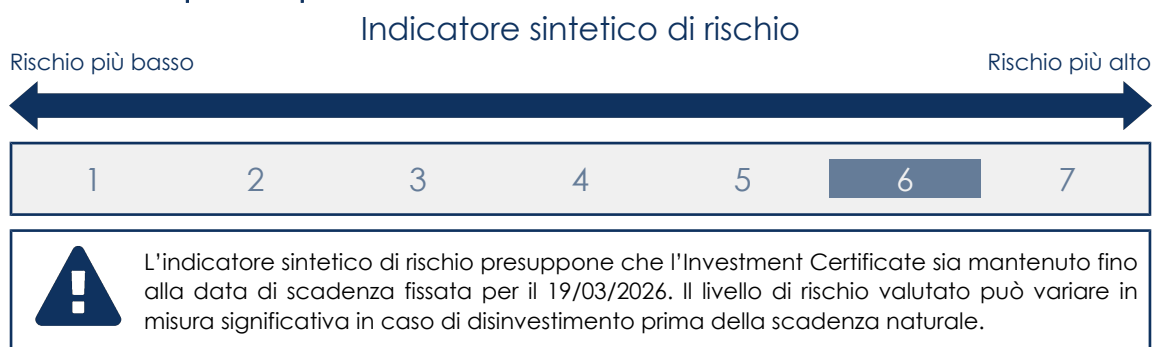 Indicatore sintetico di rischio
Rischio più basso
Rischio più alto
1 2 3 4 5 6 7
L'indicatore sintetico di rischio presuppone che l'Investment Certificate sia mantenuto fino
alla data di scadenza fissata per il 19/03/2026. Il livello di rischio valutato può variare in
misura significativa in caso di disinvestimento prima della scadenza naturale.